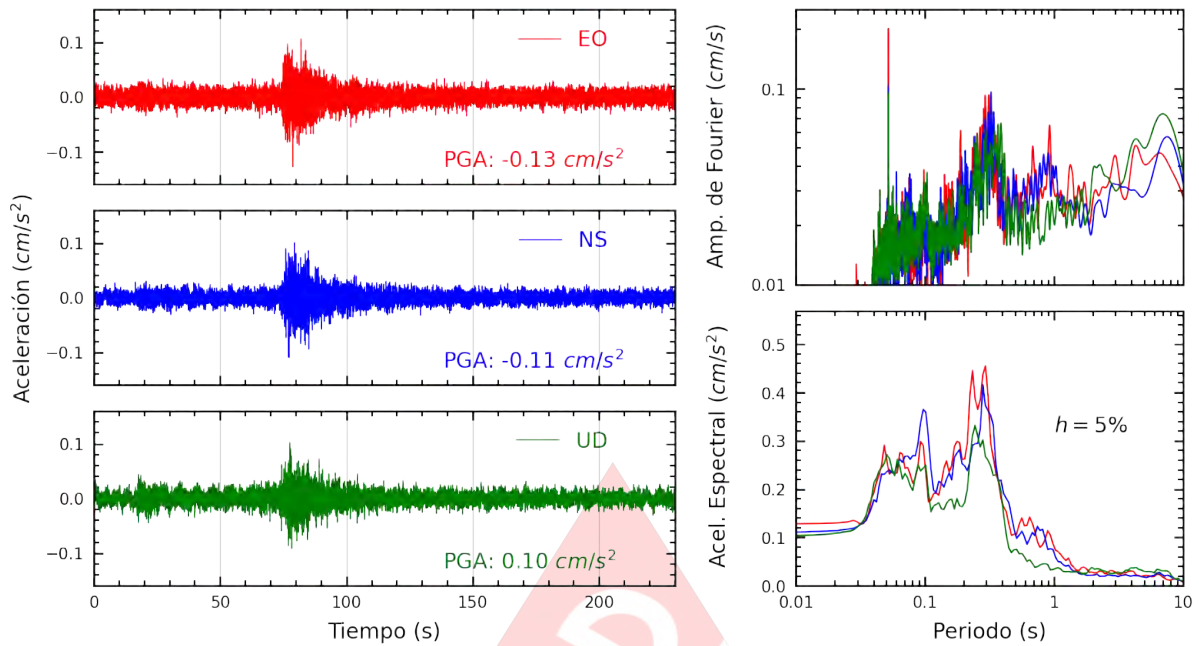 Aceleración (cm/s²)
0.1
0.0
−0.1
EO
PGA: -0.13 cm/s²
0.1
0.0
−0.1
NS
PGA: -0.11 cm/s²
0.1
0.0
−0.1
UD
PGA: 0.10 cm/s²
0 50 100 150 200
Tiempo (s)
Amp. de Fourier (cm/s)
0.1
0.01
Acel. Espectral (cm/s²)
0.5
0.4
0.3
0.2
0.1
0.0
h = 5%
0.01 0.1 1 10
Periodo (s)